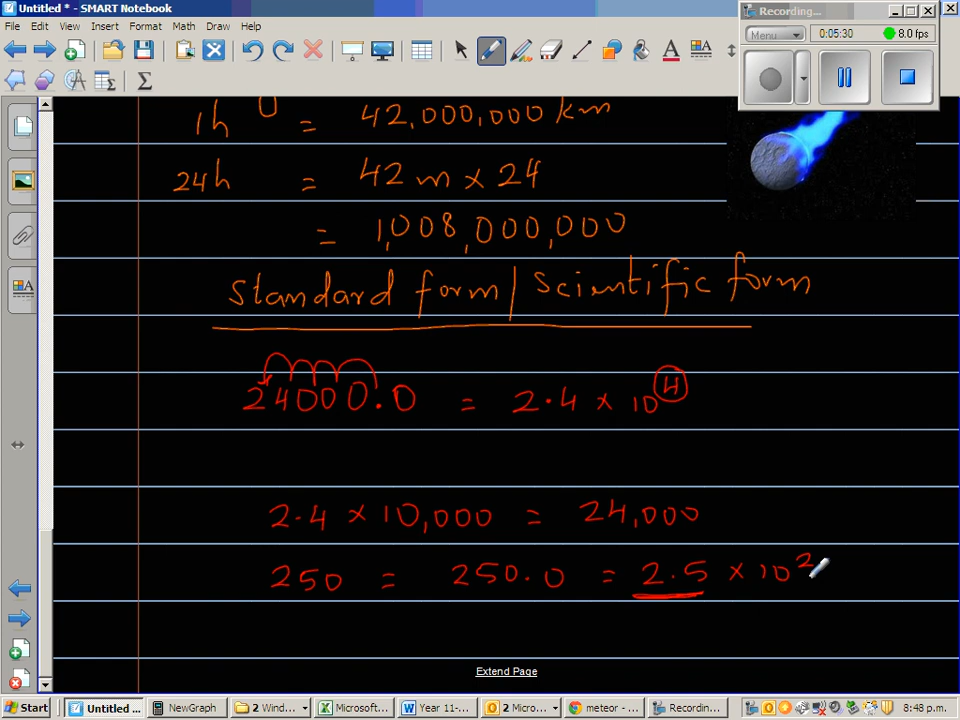 Untitled * - SMART Notebook
File Edit View Insert Format Tools Draw Help
Recording...
Menu 0:05:30 8.0 fps
1h = 42,000,000 km
24h = 42 m x 24
= 1,008,000,000
Standard form / Scientific form
24000.0 = 2.4 x 10^4
2.4 x 10,000 = 24,000
250 = 250.0 = 2.5 x 10^2
Extend Page
Start Untitled ... NewGraph 2 Wind... Microsoft... Year 11-... 2 Micro... meteor - ... Recordin... 8:48 p.m.